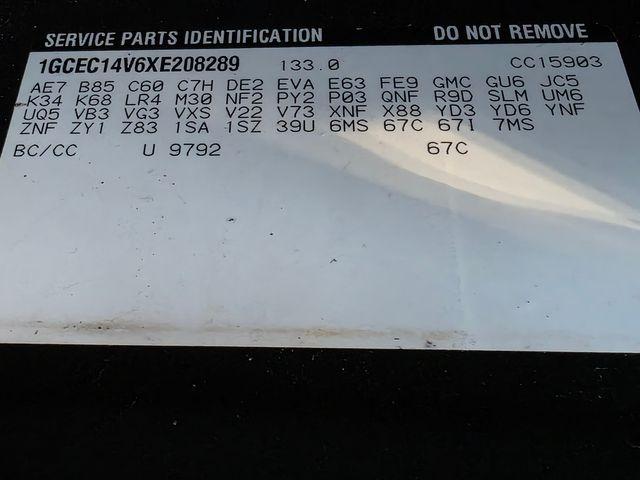 SERVICE PARTS IDENTIFICATION DO NOT REMOVE
1GCEC14V6XE208289 133.0 CC15903
AE7 B85 C60 C7H DE2 EVA E63 FE9 GMC GU6 JC5
K34 K68 LR4 M30 NF2 PY2 P03 QNF R9D SLM UM6
UQ5 VB3 VG3 VXS V22 V73 XNF X88 YD3 YD6 YNF
ZNF ZY1 Z83 1SA 1SZ 39U 6MS 67C 67I 7MS
BC/CC U 9792 67C